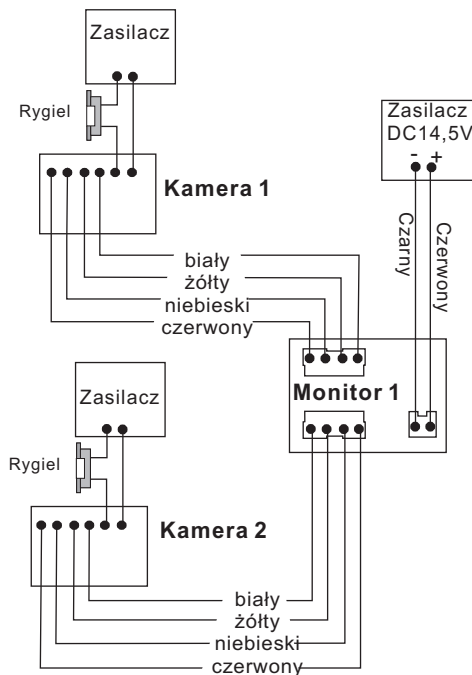 Zasilacz
Rygiel
Kamera 1
Zasilacz
DC14,5V
- +
Czarny
Czerwony
biały
żółty
niebieski
czerwony
Monitor 1
Zasilacz
Rygiel
Kamera 2
biały
żółty
niebieski
czerwony